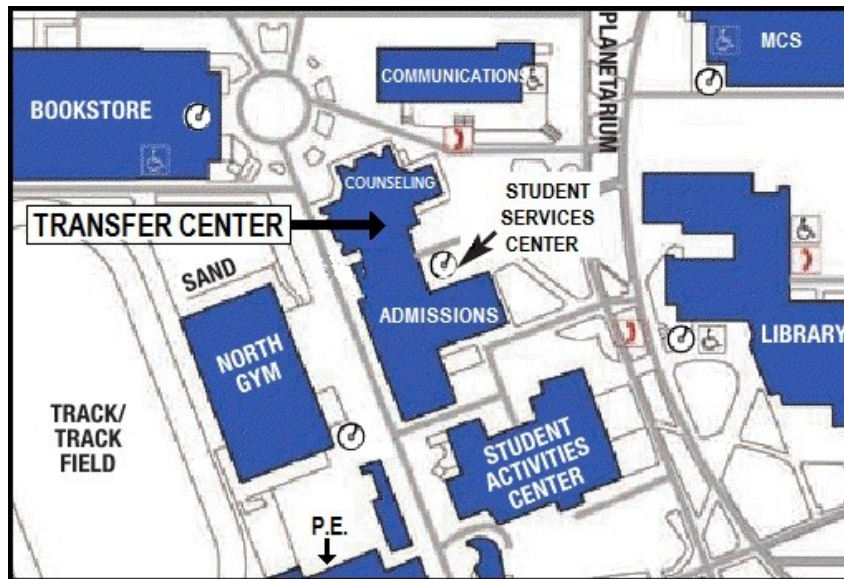 BOOKSTORE
COMMUNICATIONS
PLANETARIUM
MCS
COUNSELING
TRANSFER CENTER
STUDENT
SERVICES
CENTER
SAND
ADMISSIONS
NORTH
GYM
LIBRARY
TRACK/
TRACK
FIELD
STUDENT
ACTIVITIES
CENTER
P.E.